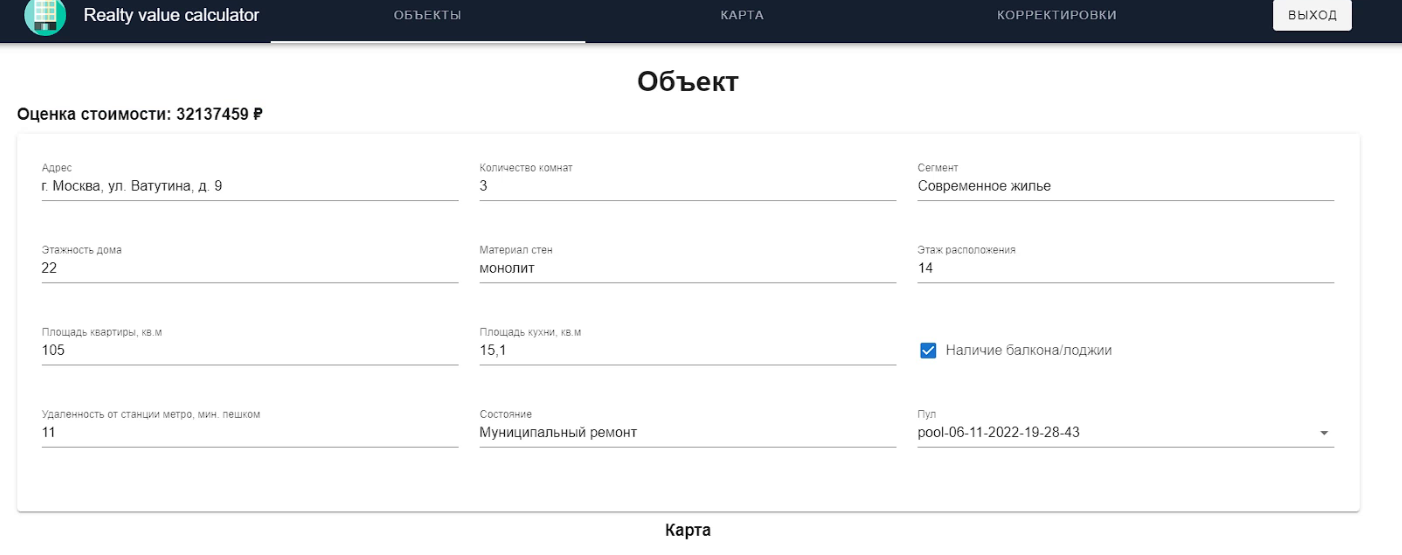 Realty value calculator ОБЪЕКТЫ КАРТА КОРРЕКТИРОВКИ ВЫХОД
Объект
Оценка стоимости: 32137459 ₽
Адрес Количество комнат Сегмент
г. Москва, ул. Ватутина, д. 9 3 Современное жилье
Этажность дома Материал стен Этаж расположения
22 монолит 14
Площадь квартиры, кв.м Площадь кухни, кв.м
105 15,1 Наличие балкона/лоджии
Удаленность от станции метро, мин. пешком Состояние Пул
11 Муниципальный ремонт pool-06-11-2022-19-28-43
Карта